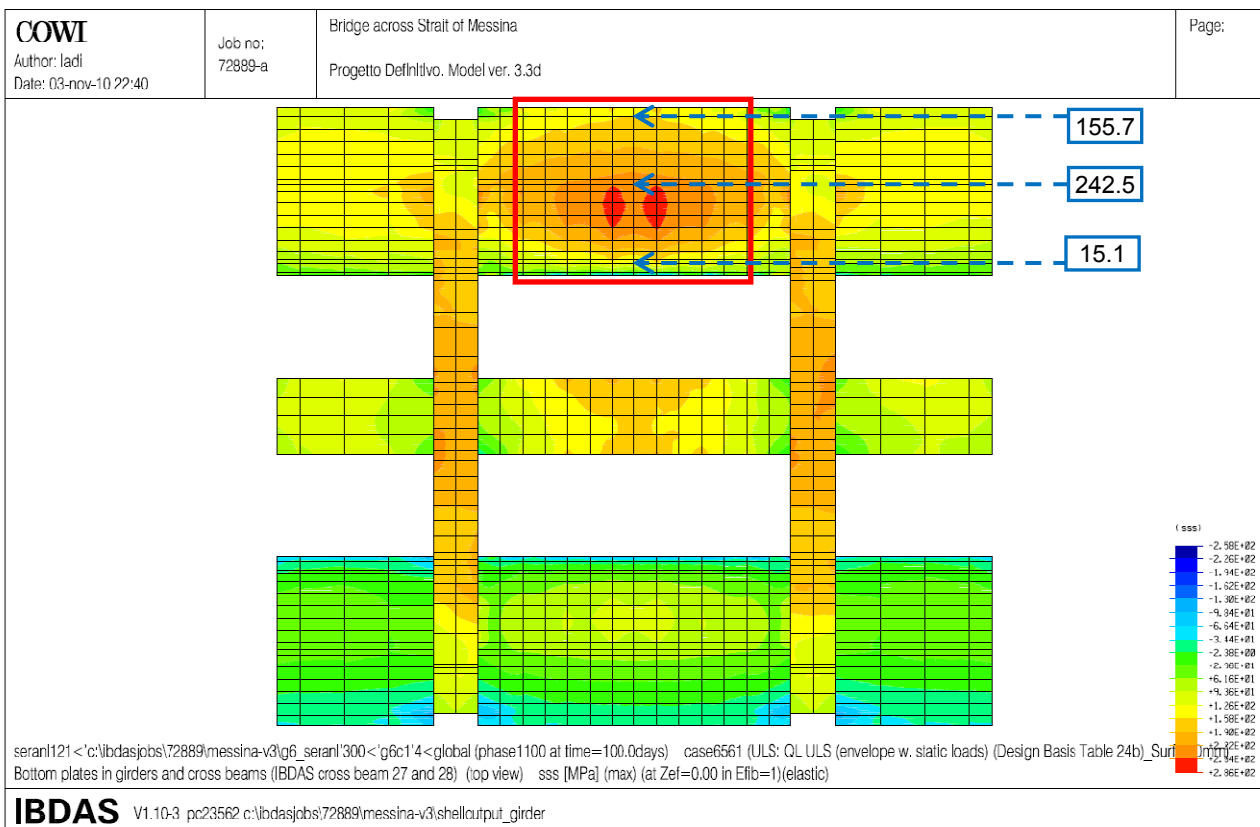 COWI
Author: ladi
Date: 03-nov-10 22:40
Job no:
72889-a
Bridge across Strait of Messina
Progetto Definitivo. Model ver. 3.3d
Page:
155.7
242.5
15.1
(sss)
-2.58E+02
-2.26E+02
-1.94E+02
-1.62E+02
-1.30E+02
-9.84E+01
-6.64E+01
-3.44E+01
-2.38E+00
+6.16E+01
+9.36E+01
+1.26E+02
+1.58E+02
+1.90E+02
+2.86E+02
seranl121<'c:\ibdasjobs\72889\messina-v3\g6_seranl'300<'g6c1'4<global (phase1100 at time=100.0days) case6561 (ULS: QL ULS (envelope w. static loads) (Design Basis Table 24b)
Bottom plates in girders and cross beams (IBDAS cross beam 27 and 28) (top view) sss [MPa] (max) (at Zef=0.00 in Efib=1)(elastic)
IBDAS V1.10-3 pc23562 c:\ibdasjobs\72889\messina-v3\shelloutput_girder